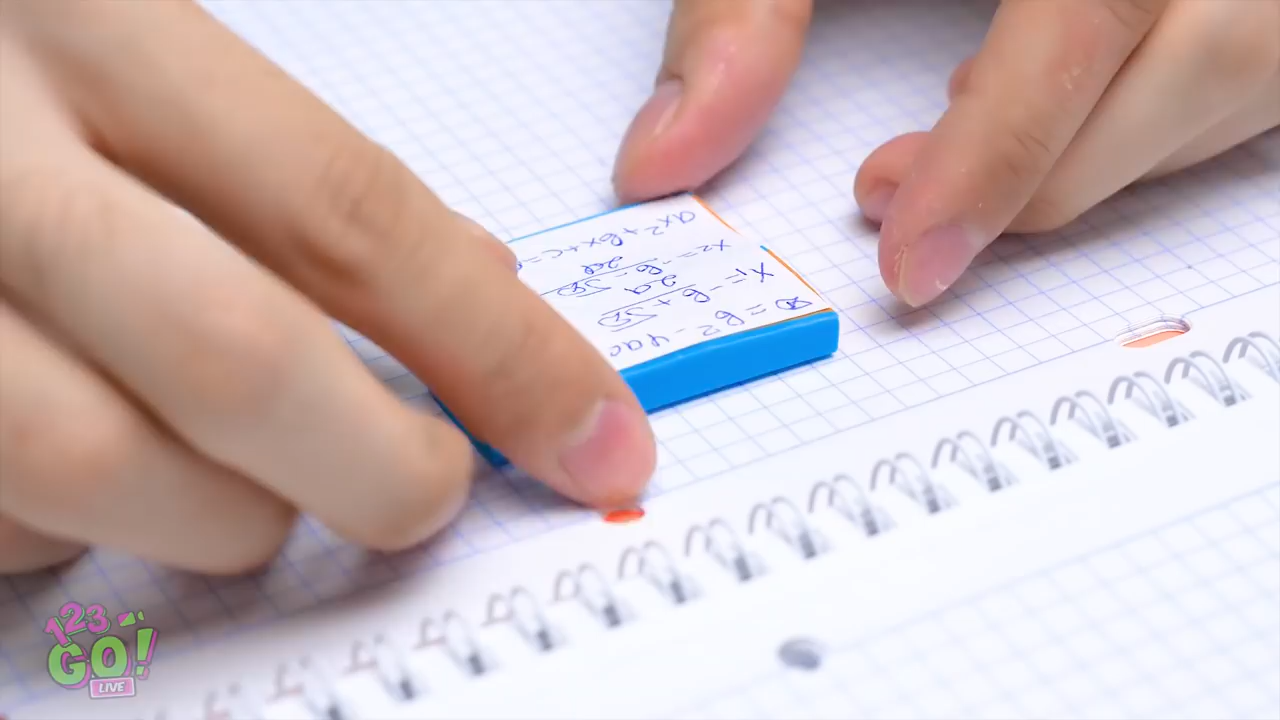 D = b2 - 4ac
x1 = -b + √D
2a
x2 = -b - √D
2a
ax2 + bx + c =
123
GO!
LIVE